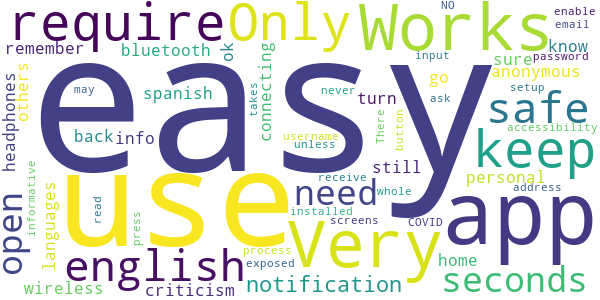 require
Only
Works
NO
enable
email
remember
bluetooth
ok
sure
know
input
password
others
headphones
easy
connecting
go
anonymous
may
spanish
takes
never
turn
ask
setup
safe
back
info
username
unless
There
button
accessibility
keep
still
personal
open
informative
languages
read
use
need
receive
whole
app
address
installed
screens
COVID
press
very
english
process
exposed
home
wireless
criticism
notification
seconds